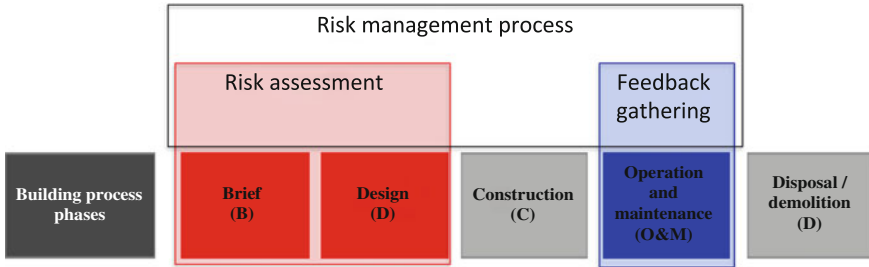 Risk management process
Risk assessment
Feedback
gathering
Building process
phases
Brief
(B)
Design
(D)
Construction
(C)
Operation
and
maintenance
(O&M)
Disposal /
demolition
(D)